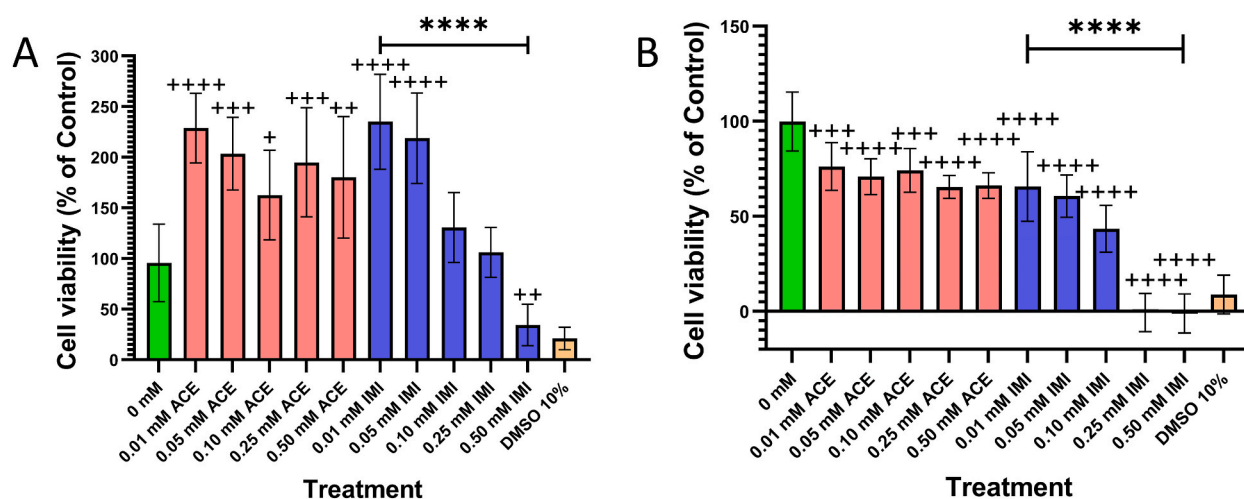 A
Cell viability (% of Control)
300
250
200
150
100
50
0
****
++++
+++
+
+++
++
++++
++++
++
0 mM
0.01 mM ACE
0.05 mM ACE
0.10 mM ACE
0.25 mM ACE
0.50 mM ACE
0.01 mM IMI
0.05 mM IMI
0.10 mM IMI
0.25 mM IMI
0.50 mM IMI
DMSO 10%
Treatment
B
Cell viability (% of Control)
150
100
50
0
****
+++
++++
+++
++++
++++
++++
++++
++++
++++
++++
0 mM
0.01 mM ACE
0.05 mM ACE
0.10 mM ACE
0.25 mM ACE
0.50 mM ACE
0.01 mM IMI
0.05 mM IMI
0.10 mM IMI
0.25 mM IMI
0.50 mM IMI
DMSO 10%
Treatment